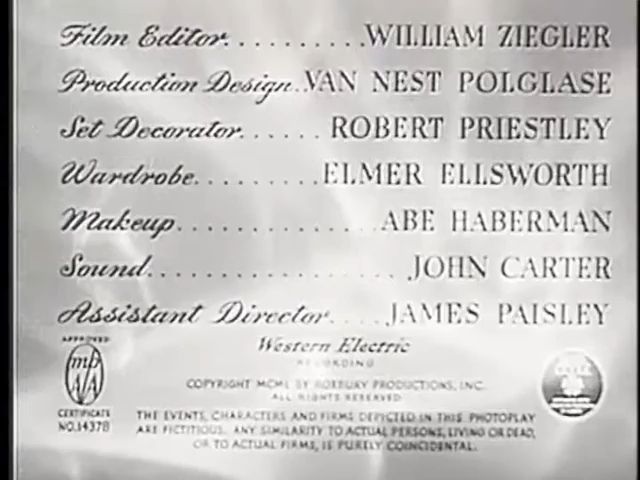 Film Editor..........WILLIAM ZIEGLER
Production Design..VAN NEST POLGLASE
Set Decorator......ROBERT PRIESTLEY
Wardrobe.........ELMER ELLSWORTH
Makeup..............ABE HABERMAN
Sound..................JOHN CARTER
Assistant Director....JAMES PAISLEY
Western Electric
RECORDING
APPROVED
MPAA
CERTIFICATE
NO.14378
COPYRIGHT MCML BY ROXBURY PRODUCTIONS, INC.
ALL RIGHTS RESERVED
THE EVENTS, CHARACTERS AND FIRMS DEPICTED IN THIS PHOTOPLAY
ARE FICTITIOUS. ANY SIMILARITY TO ACTUAL PERSONS, LIVING OR DEAD,
OR TO ACTUAL FIRMS, IS PURELY COINCIDENTAL.